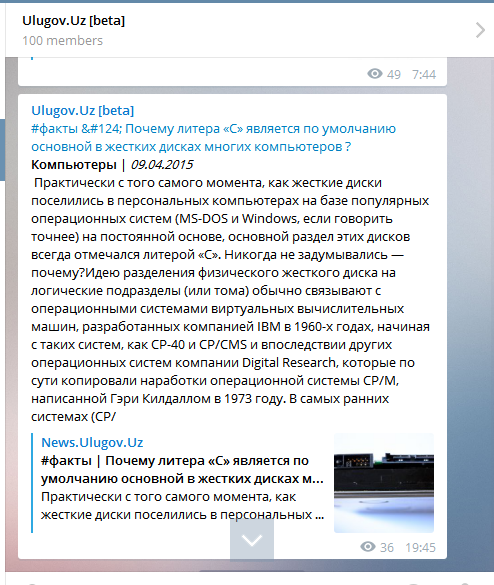 Ulugov.Uz [beta]
100 members
49 7:44
Ulugov.Uz [beta]
#факты &#124; Почему литера «C» является по умолчанию
основной в жестких дисках многих компьютеров ?
Компьютеры | 09.04.2015
Практически с того самого момента, как жесткие диски
поселились в персональных компьютерах на базе популярных
операционных систем (MS-DOS и Windows, если говорить
точнее) на постоянной основе, основной раздел этих дисков
всегда отмечался литерой «C». Никогда не задумывались —
почему?Идею разделения физического жесткого диска на
логические подразделы (или тома) обычно связывают с
операционными системами виртуальных вычислительных
машин, разработанных компанией IBM в 1960-х годах, начиная
с таких систем, как CP-40 и CP/CMS и впоследствии других
операционных систем компании Digital Research, которые по
сути копировали наработки операционной системы CP/M,
написанной Гэри Килдаллом в 1973 году. В самых ранних
системах (CP/
News.Ulugov.Uz
#факты | Почему литера «C» является по
умолчанию основной в жестких дисках м...
Практически с того самого момента, как
жесткие диски поселились в персональных ...
36 19:45